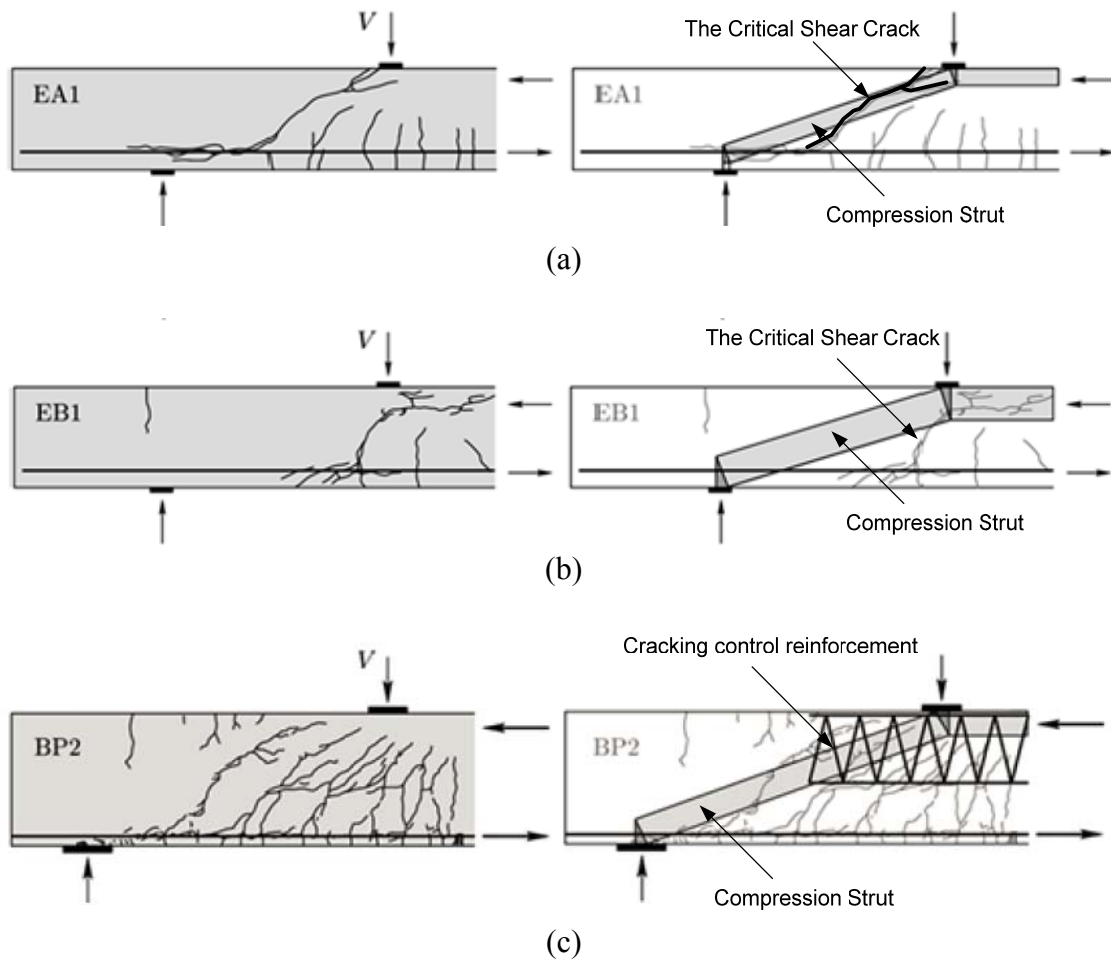 V
The Critical Shear Crack
EA1
EA1
Compression Strut
(a)
V
The Critical Shear Crack
EB1
EB1
Compression Strut
(b)
Cracking control reinforcement
V
BP2
BP2
Compression Strut
(c)